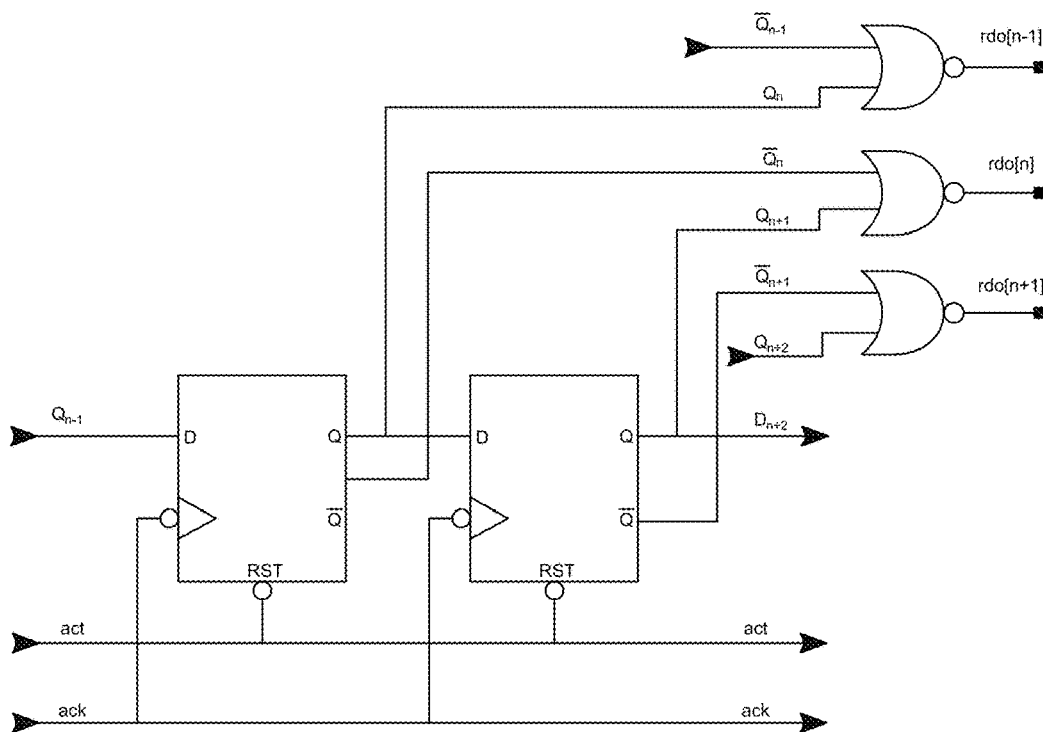 Q̅n-1
rdo[n-1]
Qn
Q̅n
rdo[n]
Qn+1
Q̅n+1
rdo[n+1]
Qn+2
Qn-1
D
Q
D
Q
Dn+2
Q̅
Q̅
RST
RST
act
act
ack
ack